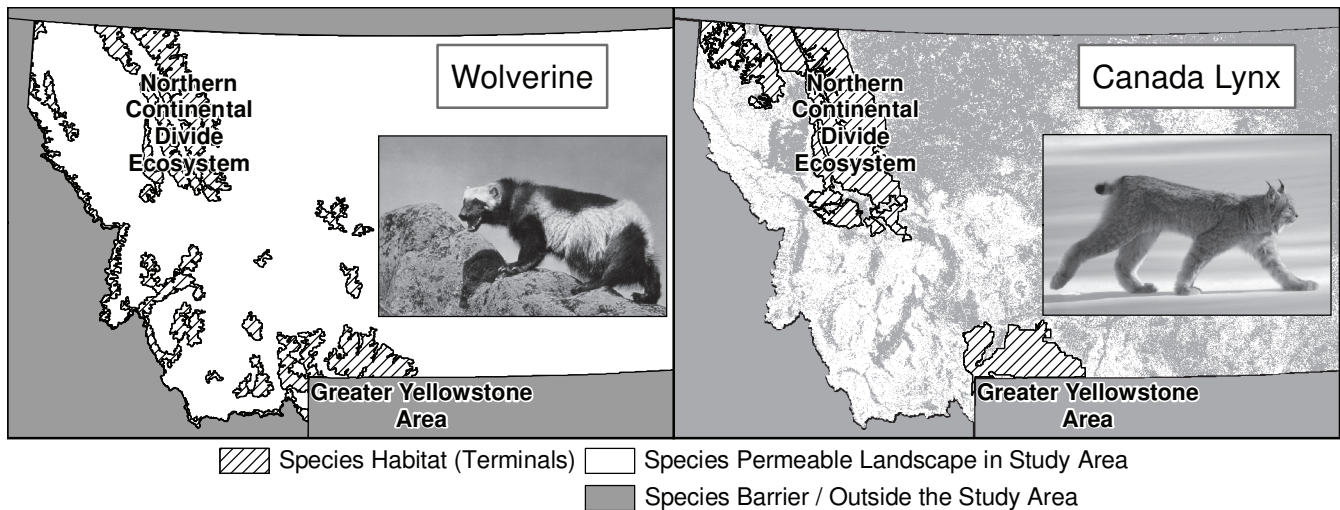 Wolverine
Northern
Continental
Divide
Ecosystem
Greater Yellowstone
Area
Canada Lynx
Northern
Continental
Divide
Ecosystem
Greater Yellowstone
Area
Species Habitat (Terminals)
Species Permeable Landscape in Study Area
Species Barrier / Outside the Study Area